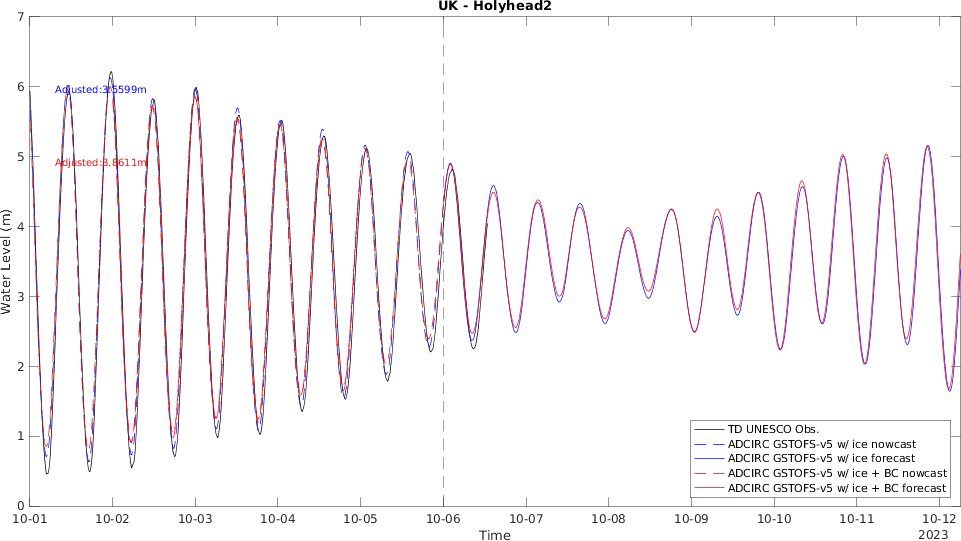 UK - Holyhead2
7
6
5
4
3
2
1
0
Water Level (m)
Adjusted:3.5599m
Adjusted:3.8611m
TD UNESCO Obs.
ADCIRC GSTOFS-v5 w/ ice nowcast
ADCIRC GSTOFS-v5 w/ ice forecast
ADCIRC GSTOFS-v5 w/ ice + BC nowcast
ADCIRC GSTOFS-v5 w/ ice + BC forecast
10-01 10-02 10-03 10-04 10-05 10-06 10-07 10-08 10-09 10-10 10-11 10-12
Time
2023